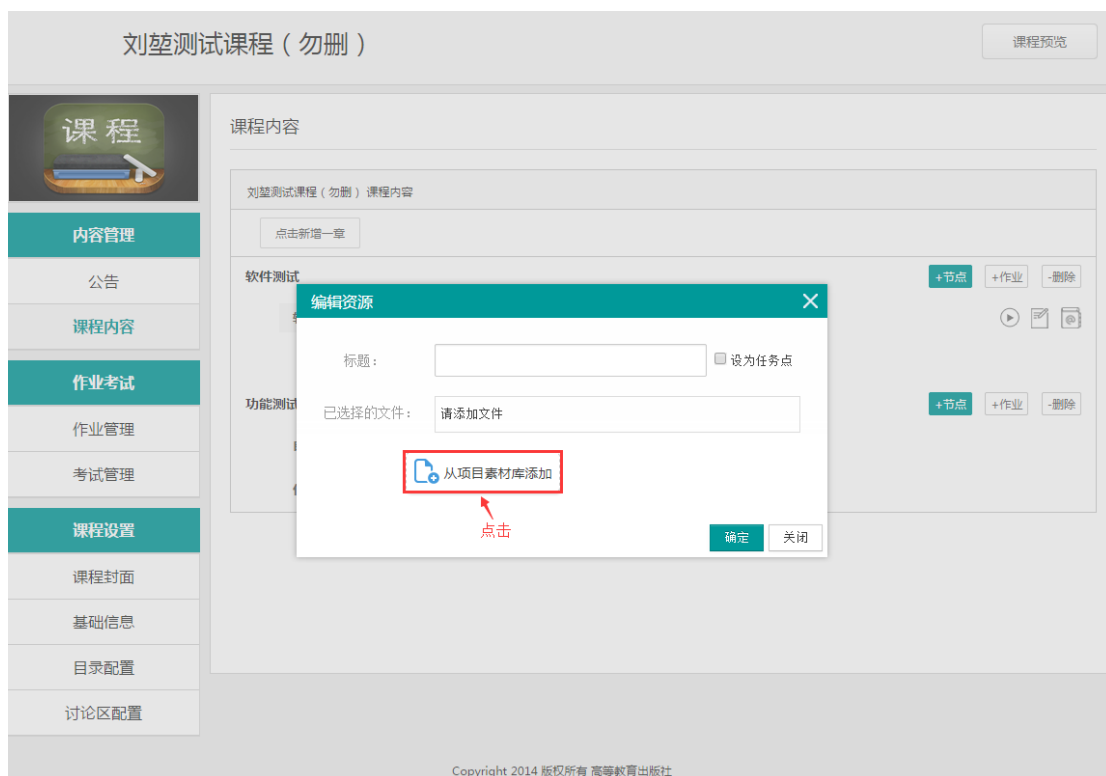 刘堃测试课程（勿删）
课程预览
课程
内容管理
公告
课程内容
作业考试
作业管理
考试管理
课程设置
课程封面
基础信息
目录配置
讨论区配置
课程内容
刘堃测试课程（勿删）课程内容
点击新增一章
软件测试
+节点 +作业 -删除
功能测试
+节点 +作业 -删除
编辑资源
标题：
设为任务点
已选择的文件： 请添加文件
从项目素材库添加
点击
确定 关闭
Copyright 2014 版权所有 高等教育出版社